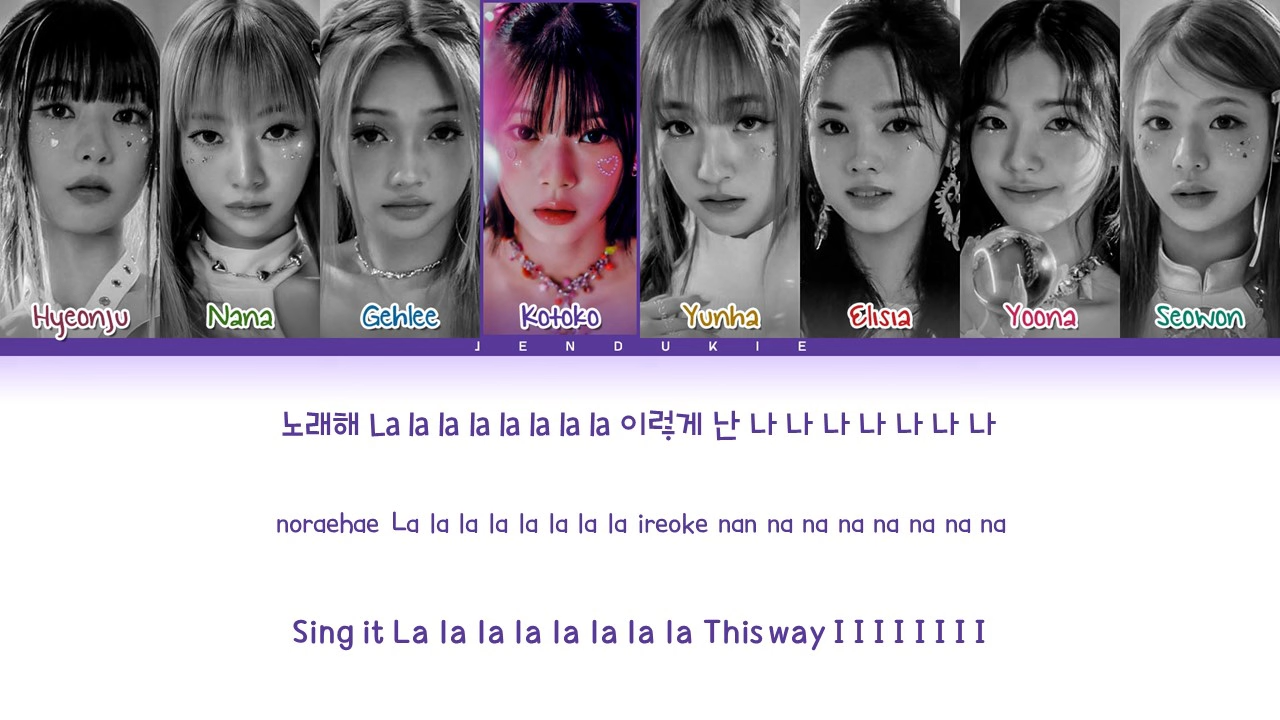 Hyeonju Nana Gehlee Kotoko Yunha Elisia Yoona Seowon
JENDUKIE
노래해 La la la la la la la la 이렇게 난 나 나 나 나 나 나 나
noraehae La la la la la la la la ireoke nan na na na na na na na
Sing it La la la la la la la la This way I I I I I I I I